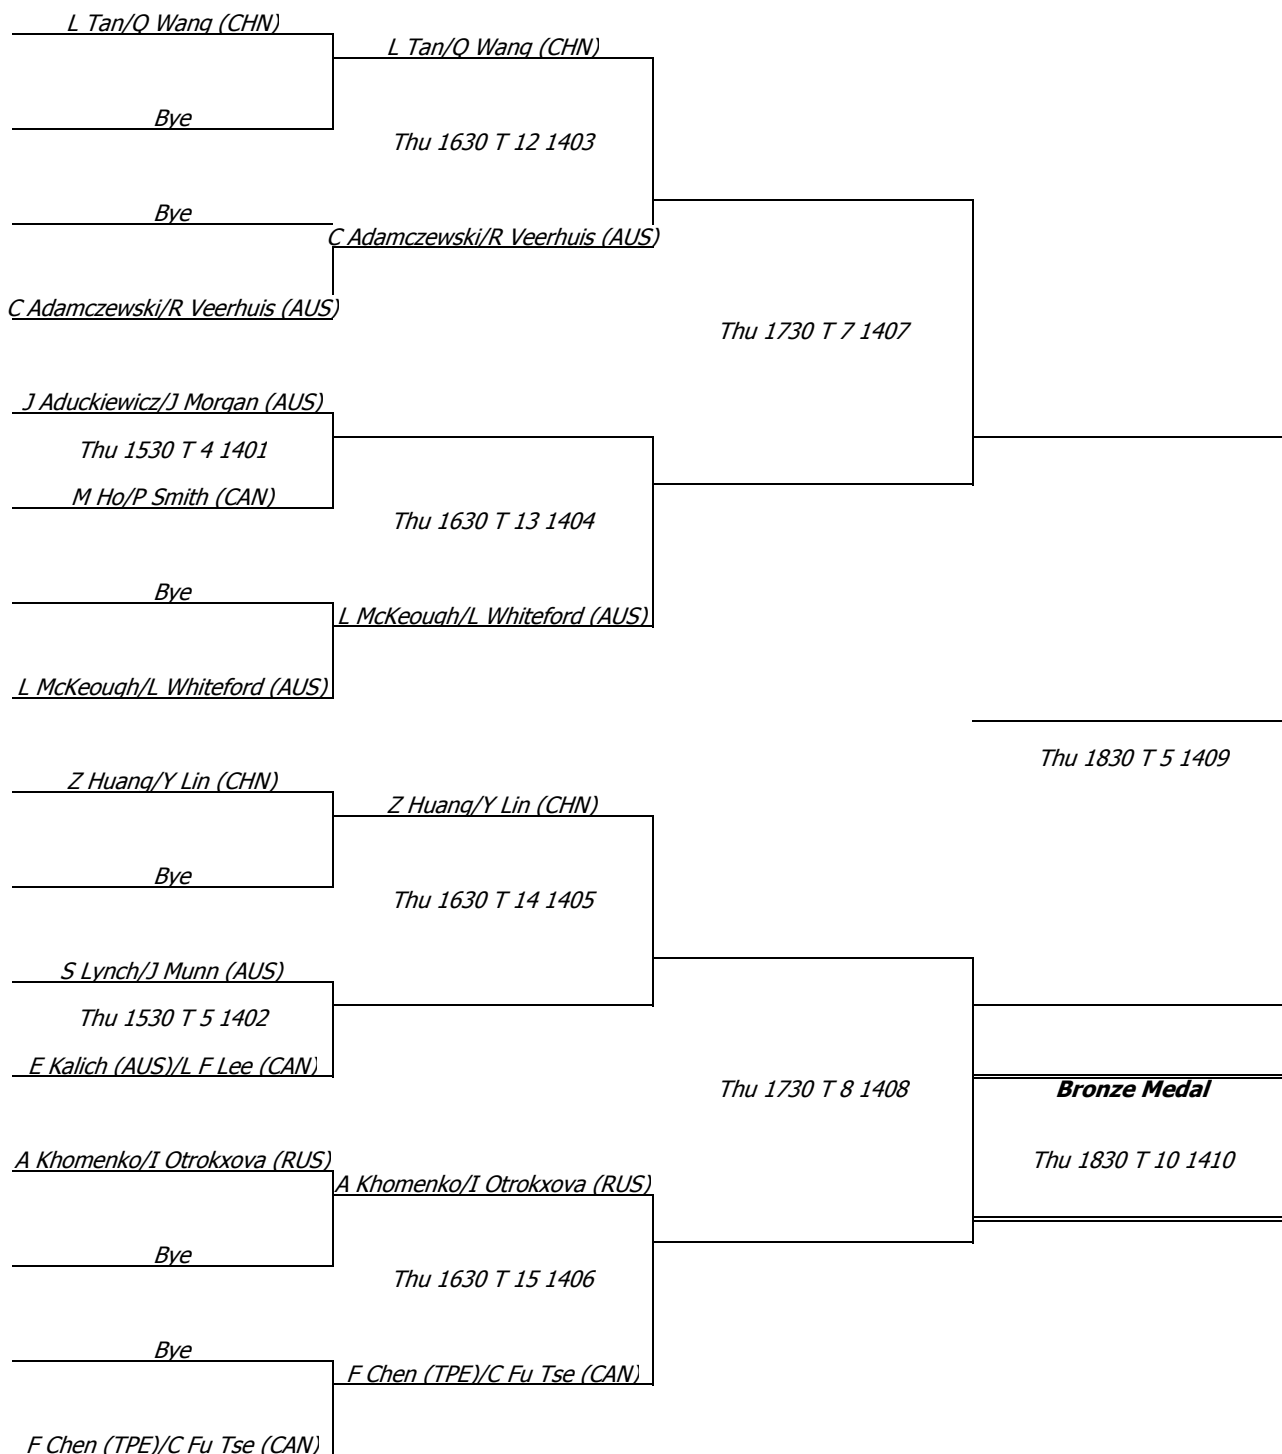 L Tan/Q Wang (CHN)
L Tan/Q Wang (CHN)
Bye
Thu 1630 T 12 1403
Bye
C Adamczewski/R Veerhuis (AUS)
C Adamczewski/R Veerhuis (AUS)
Thu 1730 T 7 1407
J Aduckiewicz/J Morgan (AUS)
Thu 1530 T 4 1401
M Ho/P Smith (CAN)
Thu 1630 T 13 1404
Bye
L McKeough/L Whiteford (AUS)
L McKeough/L Whiteford (AUS)
Thu 1830 T 5 1409
Z Huang/Y Lin (CHN)
Z Huang/Y Lin (CHN)
Bye
Thu 1630 T 14 1405
S Lynch/J Munn (AUS)
Thu 1530 T 5 1402
E Kalich (AUS)/L F Lee (CAN)
Thu 1730 T 8 1408
Bronze Medal
A Khomenko/I Otrokxova (RUS)
Thu 1830 T 10 1410
A Khomenko/I Otrokxova (RUS)
Bye
Thu 1630 T 15 1406
Bye
F Chen (TPE)/C Fu Tse (CAN)
F Chen (TPE)/C Fu Tse (CAN)